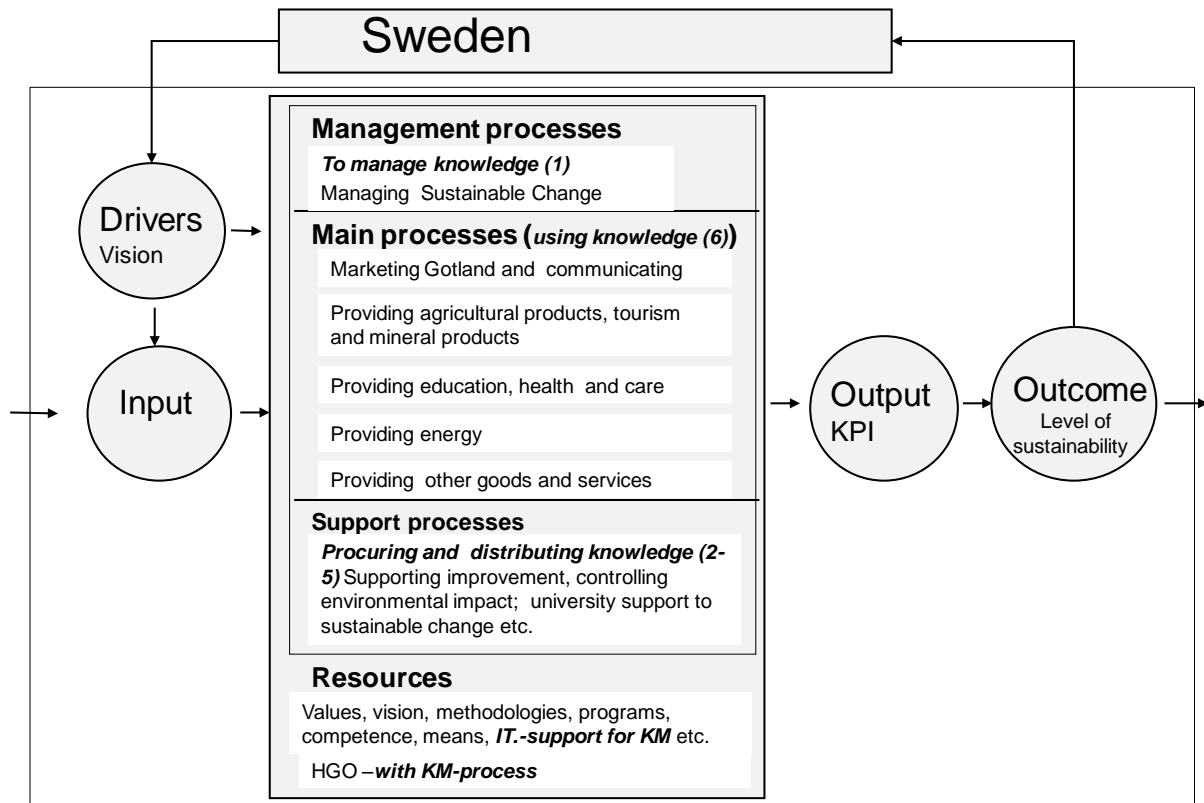 Sweden
Management processes
To manage knowledge (1)
Managing Sustainable Change
Drivers
Vision
Main processes (using knowledge (6))
Marketing Gotland and communicating
Providing agricultural products, tourism
and mineral products
Providing education, health and care
Providing energy
Providing other goods and services
Input
Output
KPI
Outcome
Level of
sustainability
Support processes
Procuring and distributing knowledge (2-
5) Supporting improvement, controlling
environmental impact; university support to
sustainable change etc.
Resources
Values, vision, methodologies, programs,
competence, means, IT.-support for KM etc.
HGO –with KM-process